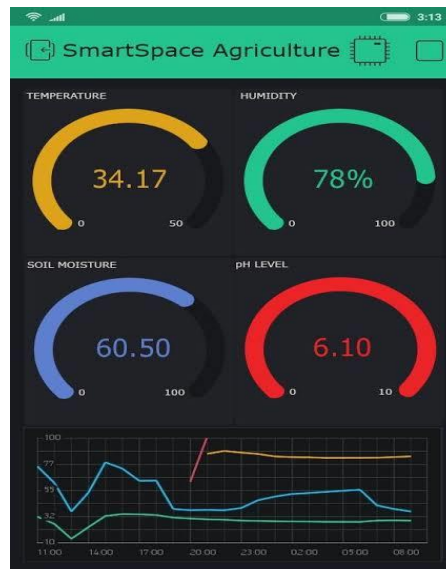 3:13
SmartSpace Agriculture
TEMPERATURE
34.17
0 50
HUMIDITY
78%
0 100
SOIL MOISTURE
60.50
0 100
pH LEVEL
6.10
0 10
100
77
55
32
10
11:00 14:00 17:00 20:00 23:00 02:00 05:00 08:00